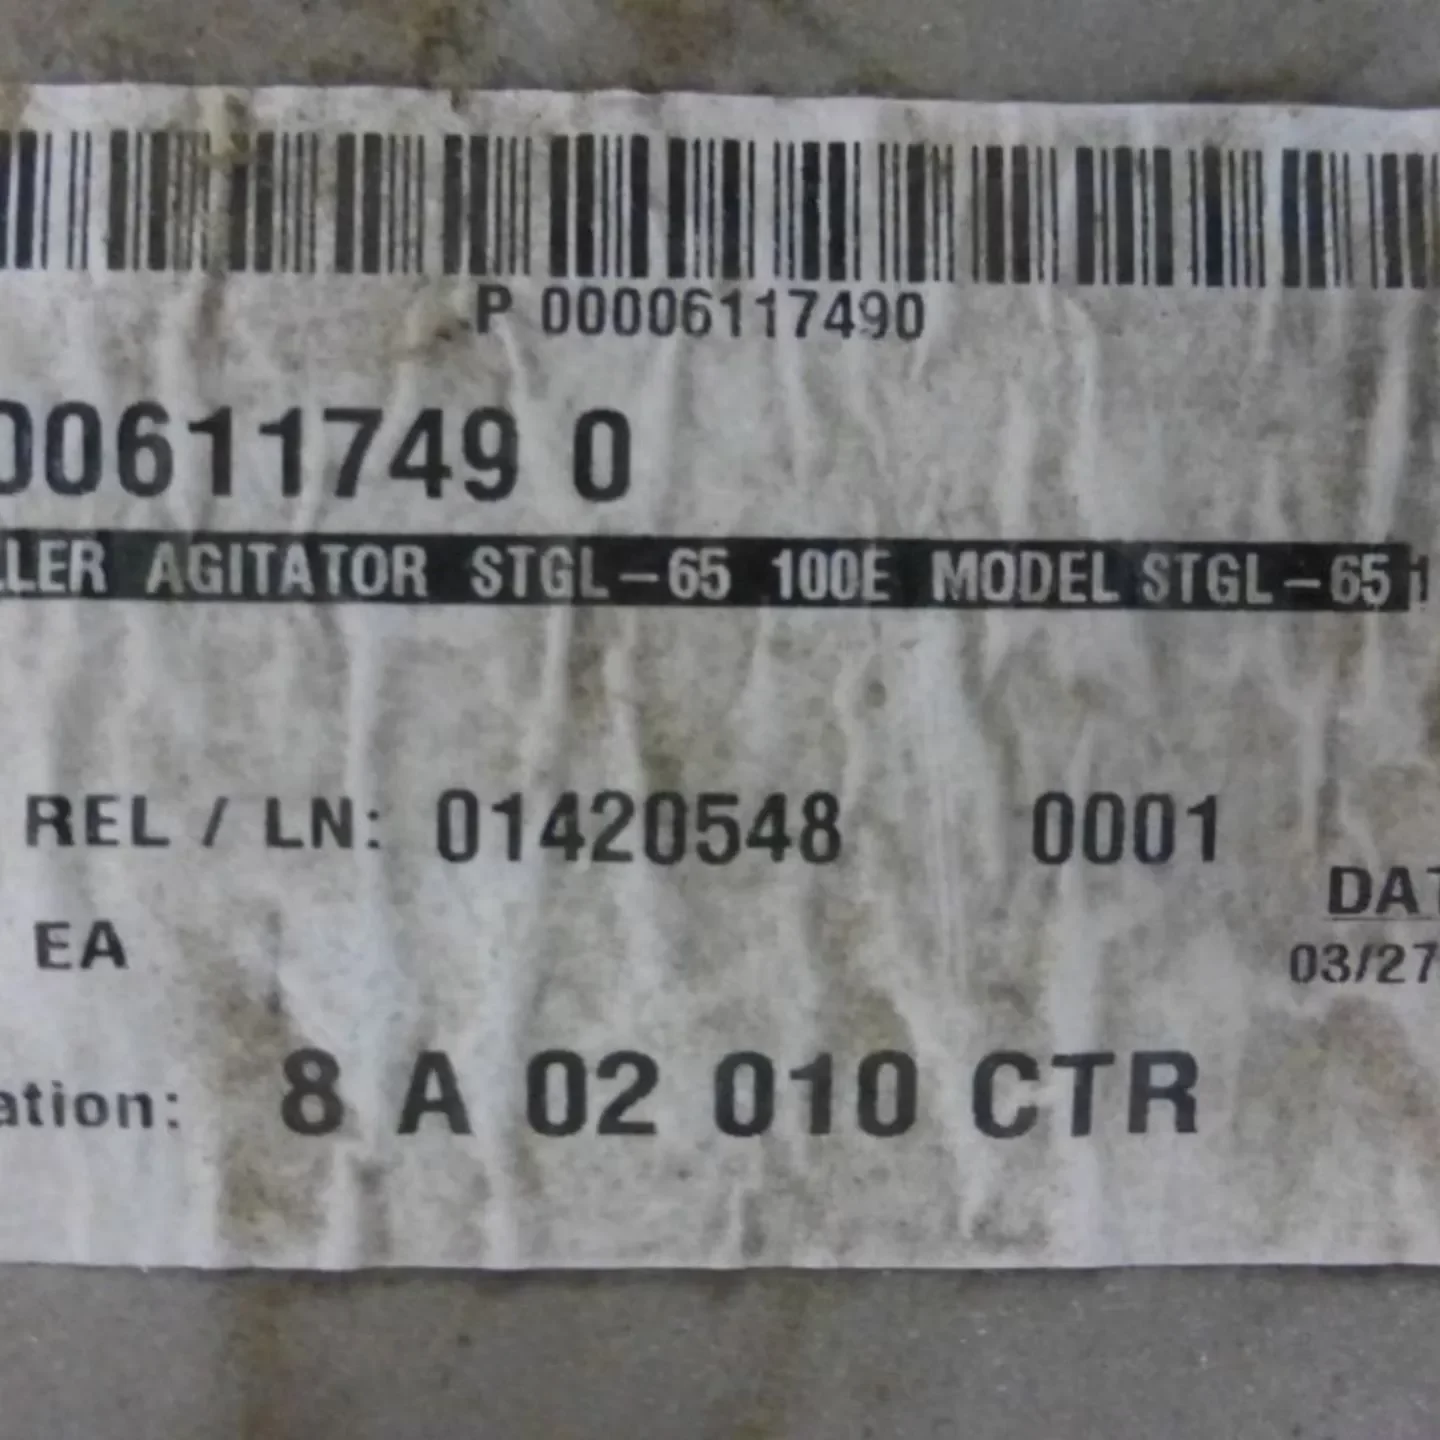 P 00006117490
00611749 0
LLER AGITATOR STGL-65 100E MODEL STGL-65
REL / LN: 01420548 0001
DAT
EA
03/27
ation: 8 A 02 010 CTR